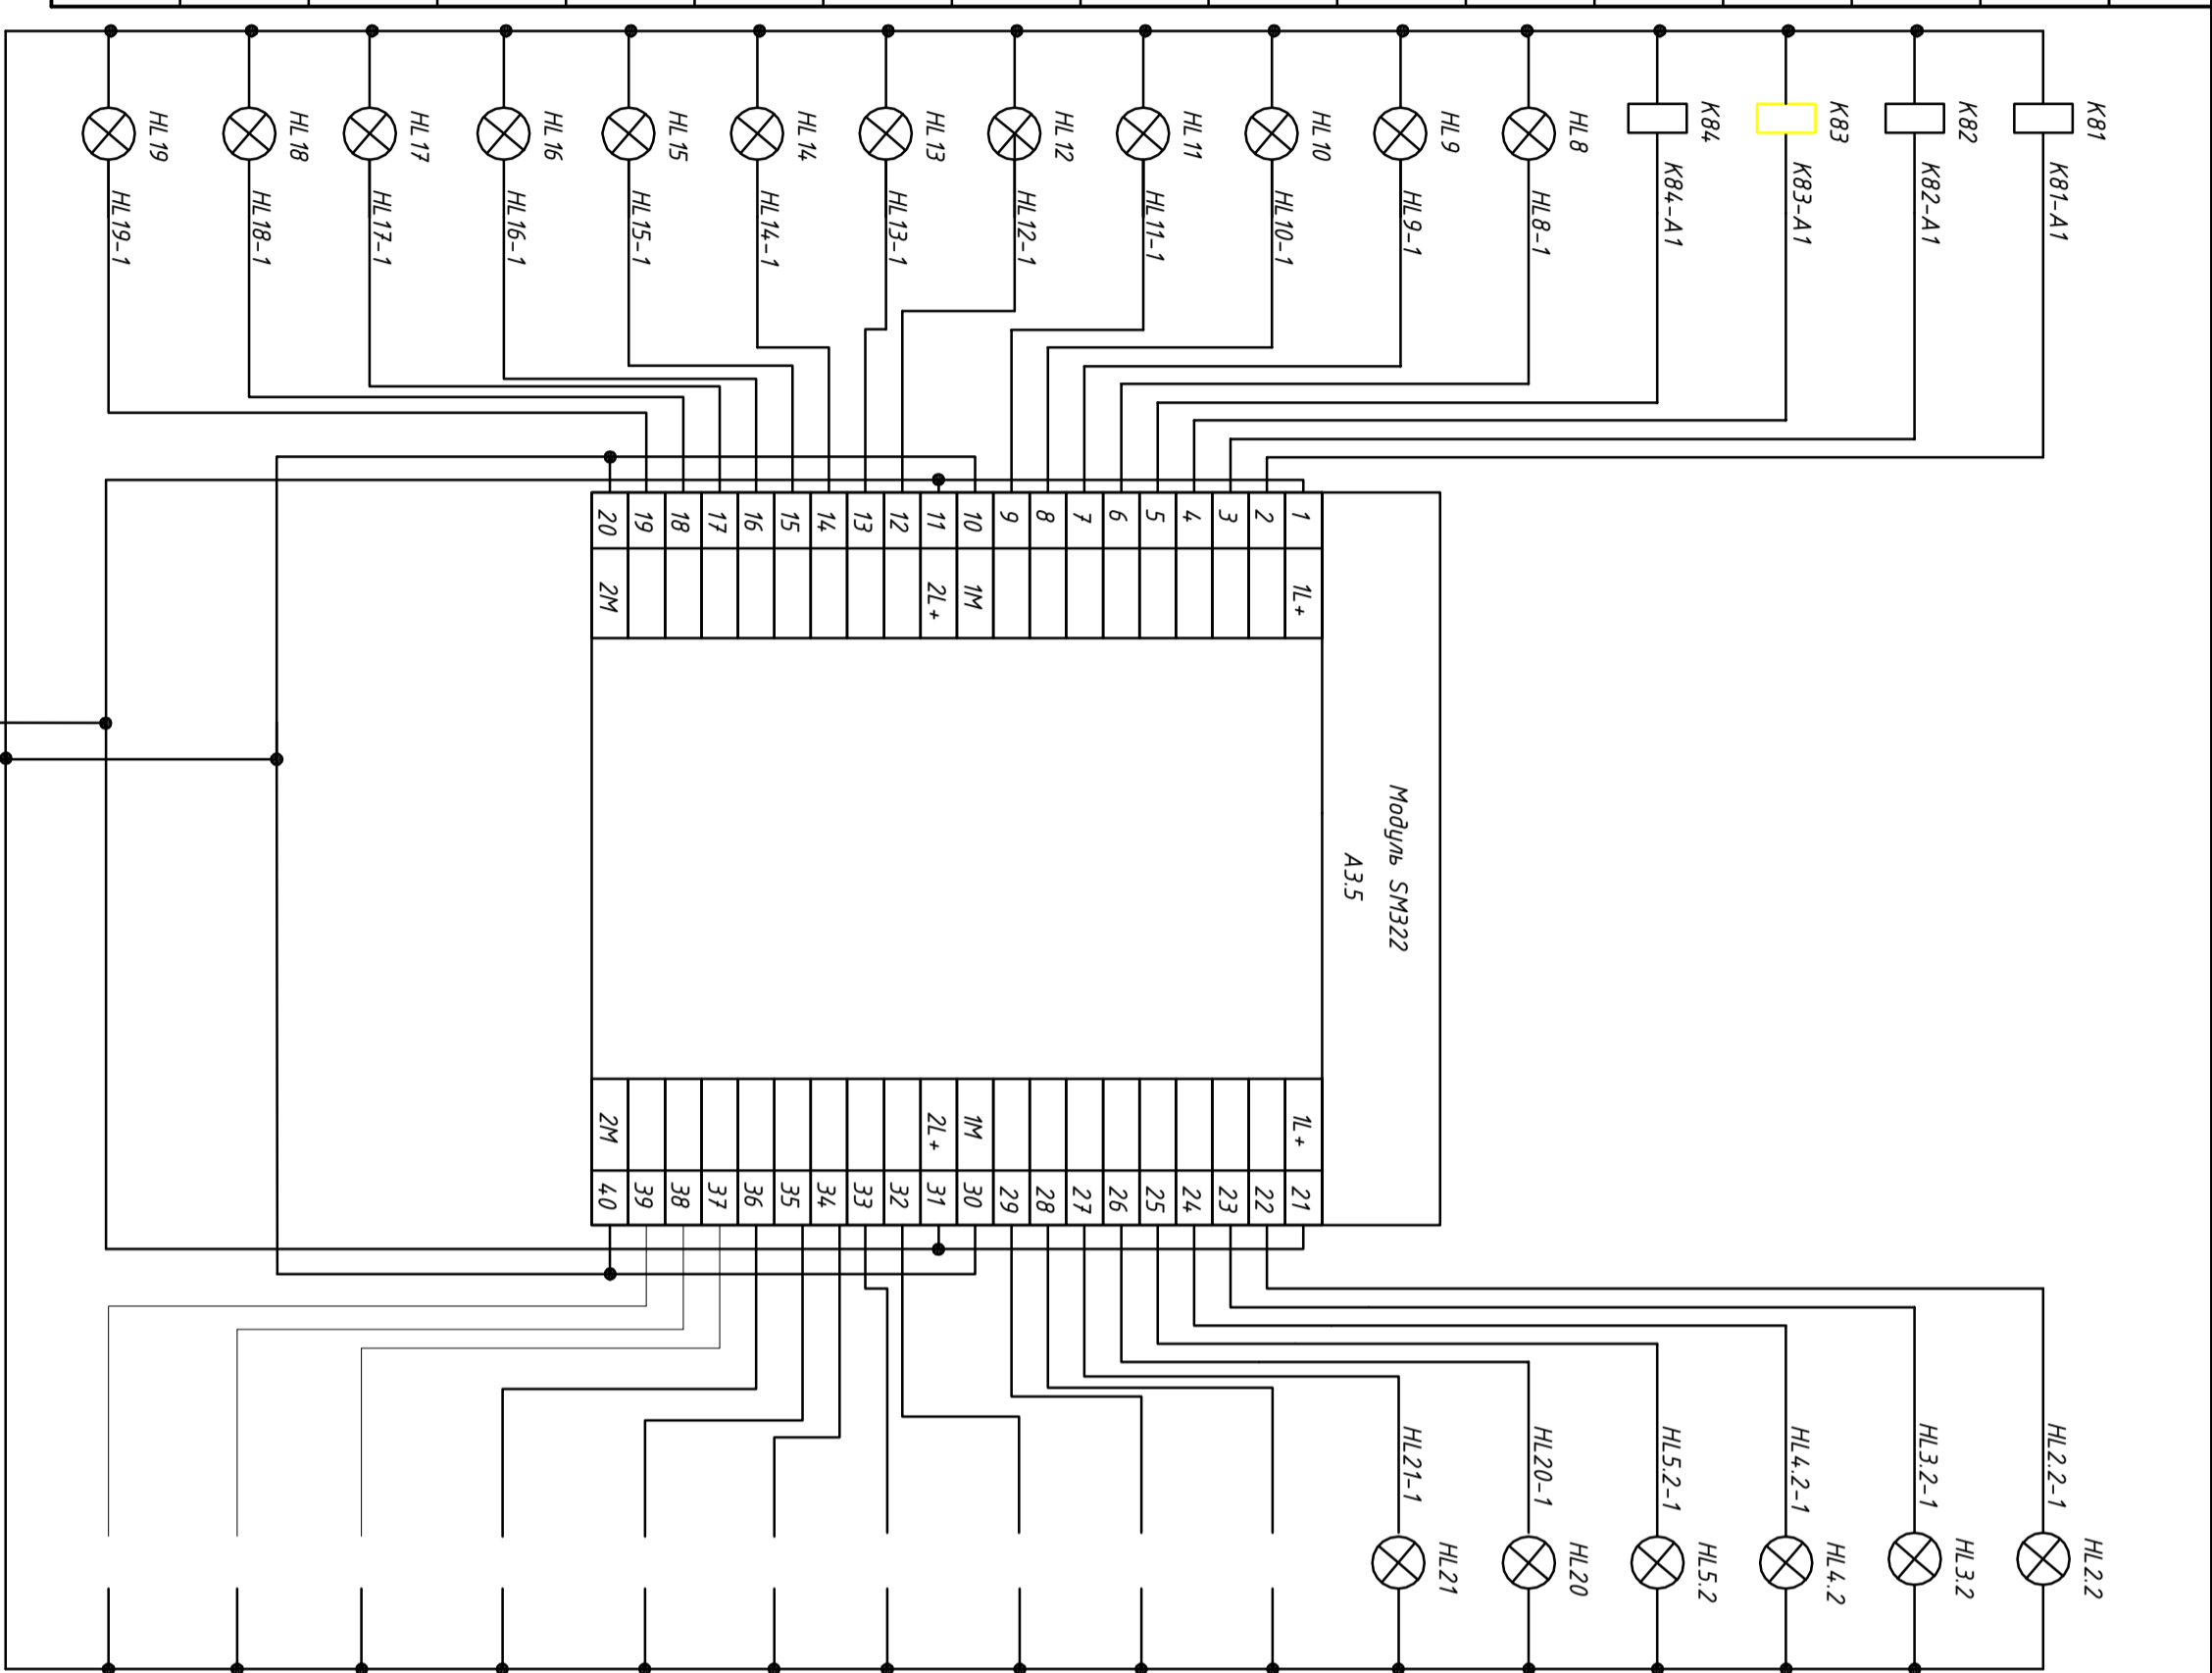 HL19
HL18
HL17
HL16
HL15
HL14
HL13
HL12
HL11
HL10
HL9
HL8
K84
K83
K82
K81
HL19-1
HL18-1
HL17-1
HL16-1
HL15-1
HL14-1
HL13-1
HL12-1
HL11-1
HL10-1
HL9-1
HL8-1
K84-A1
K83-A1
K82-A1
K81-A1
20
19
18
17
16
15
14
13
12
11
10
9
8
7
6
5
4
3
2
1
2M
2L+
1M
1L+
Модуль SM322
A3.5
2M
2L+
1M
1L+
40
39
38
37
36
35
34
33
32
31
30
29
28
27
26
25
24
23
22
21
HL21-1
HL20-1
HL5.2-1
HL4.2-1
HL3.2-1
HL2.2-1
HL21
HL20
HL5.2
HL4.2
HL3.2
HL2.2